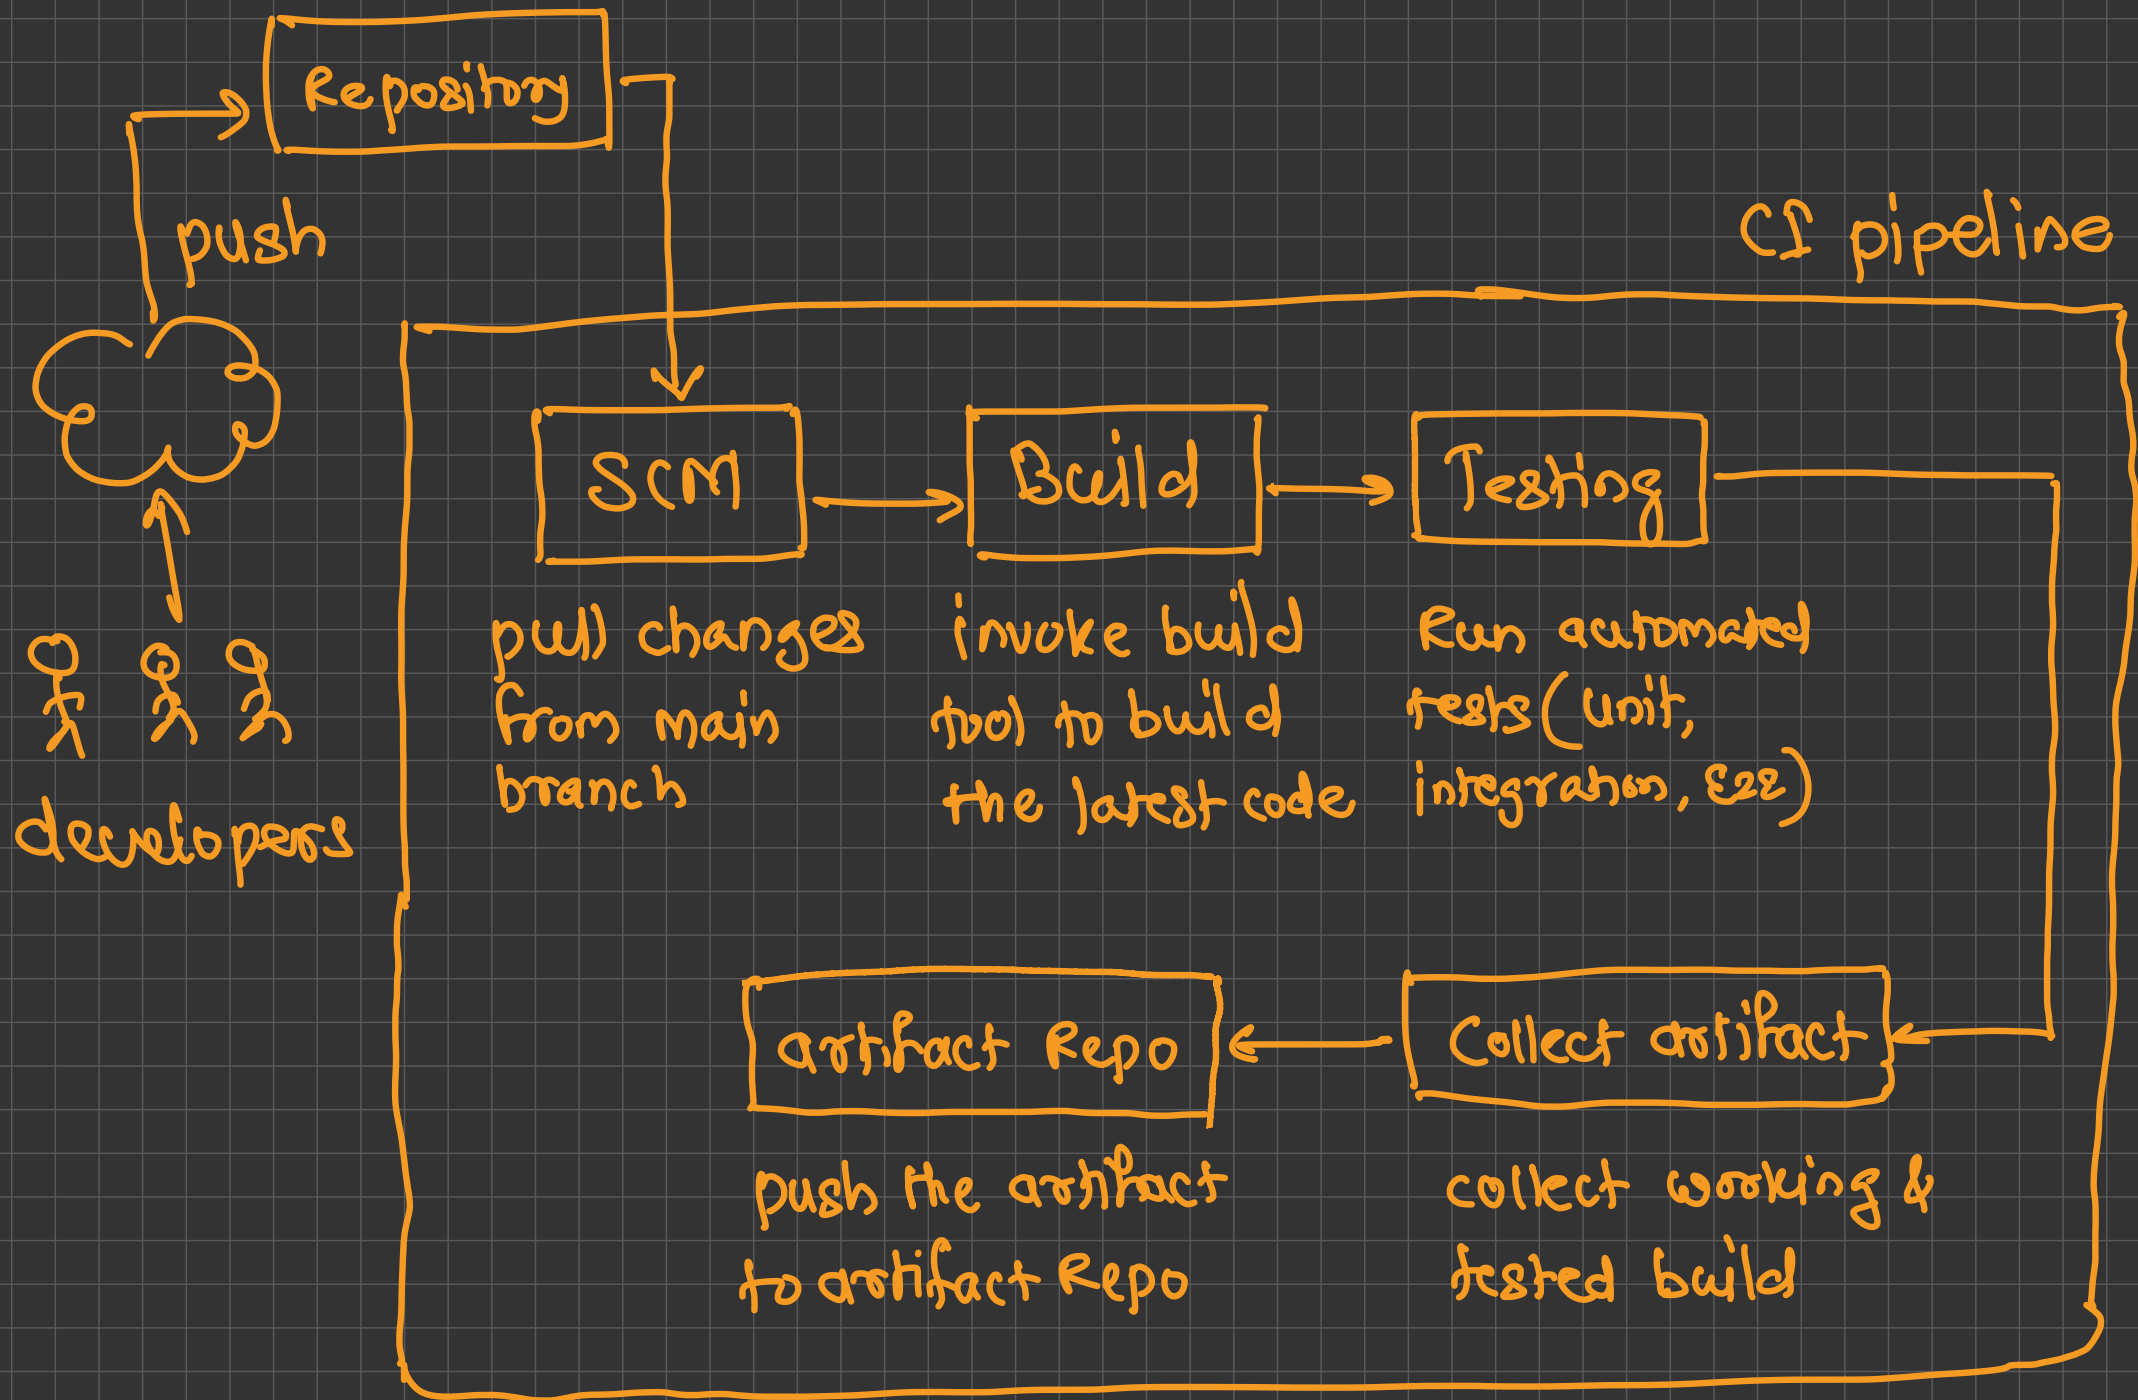 Repository
push
CI pipeline
SCM
Build
Testing
pull changes
from main
branch
invoke build
tool to build
the latest code
Run automated
tests (unit,
integration, E2E)
developers
artifact Repo
Collect artifact
push the artifact
to artifact Repo
collect working &
tested build